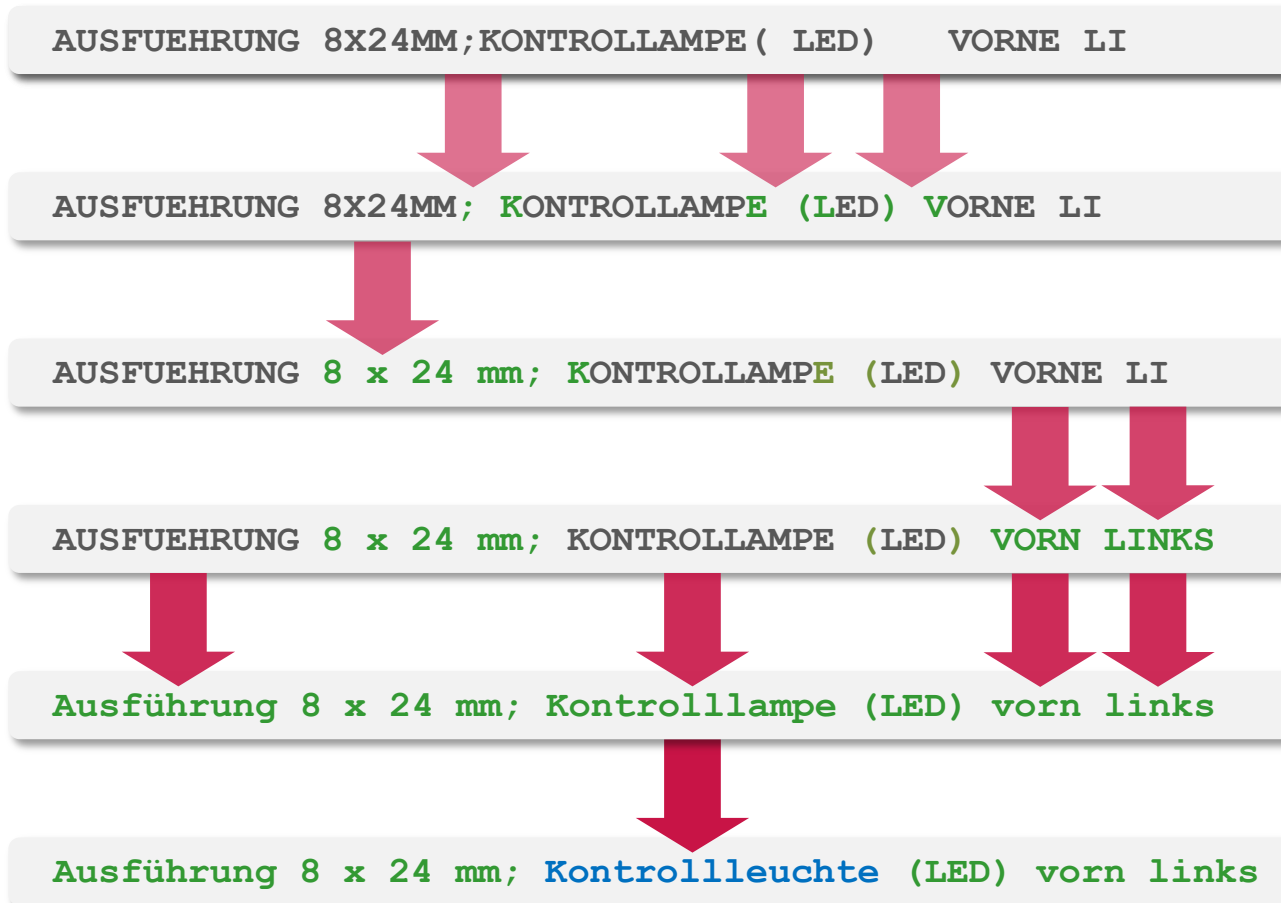 AUSFUEHRUNG 8X24MM;KONTROLLAMPE( LED)   VORNE LI
AUSFUEHRUNG 8X24MM; KONTROLLAMPE (LED) VORNE LI
AUSFUEHRUNG 8 x 24 mm; KONTROLLAMPE (LED) VORNE LI
AUSFUEHRUNG 8 x 24 mm; KONTROLLAMPE (LED) VORN LINKS
Ausführung 8 x 24 mm; Kontrolllampe (LED) vorn links
Ausführung 8 x 24 mm; Kontrollleuchte (LED) vorn links